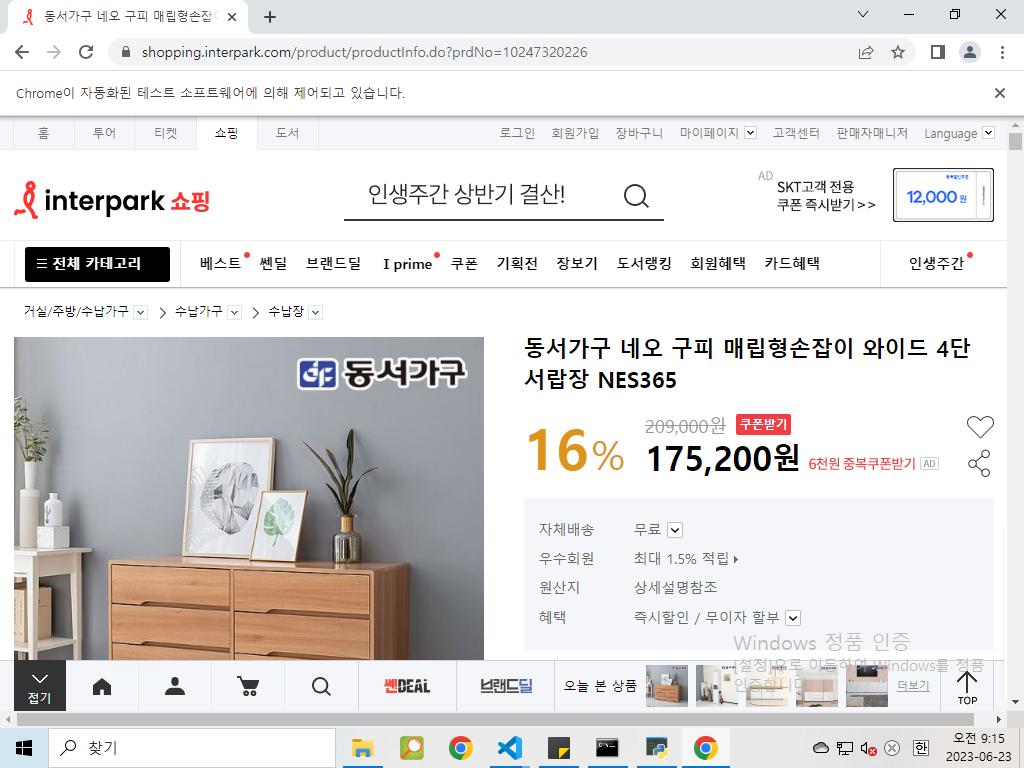 동서가구 네오 구피 매립형손잡이
shopping.interpark.com/product/productInfo.do?prdNo=10247320226
Chrome이 자동화된 테스트 소프트웨어에 의해 제어되고 있습니다.
홈 투어 티켓 쇼핑 도서 로그인 회원가입 장바구니 마이페이지 고객센터 판매자매니저 Language
interpark 쇼핑
인생주간 상반기 결산!
AD SKT고객 전용
쿠폰 즉시받기>>
12,000 원
전체 카테고리 베스트 쎈딜 브랜드딜 I prime 쿠폰 기획전 장보기 도서랭킹 회원혜택 카드혜택 인생주간
거실/주방/수납가구 수납가구 수납장
동서가구
동서가구 네오 구피 매립형손잡이 와이드 4단
서랍장 NES365
16%
209,000원 쿠폰받기
175,200원 6천원 중복쿠폰받기 AD
자체배송 무료
우수회원 최대 1.5% 적립
원산지 상세설명참조
혜택 즉시할인 / 무이자 할부
Windows 정품 인증
[설정]으로 이동하여 Windows를 정품
인증합니다.
접기
쎈DEAL
브랜드딜
오늘 본 상품
더보기
TOP
찾기
한
오전 9:15
2023-06-23